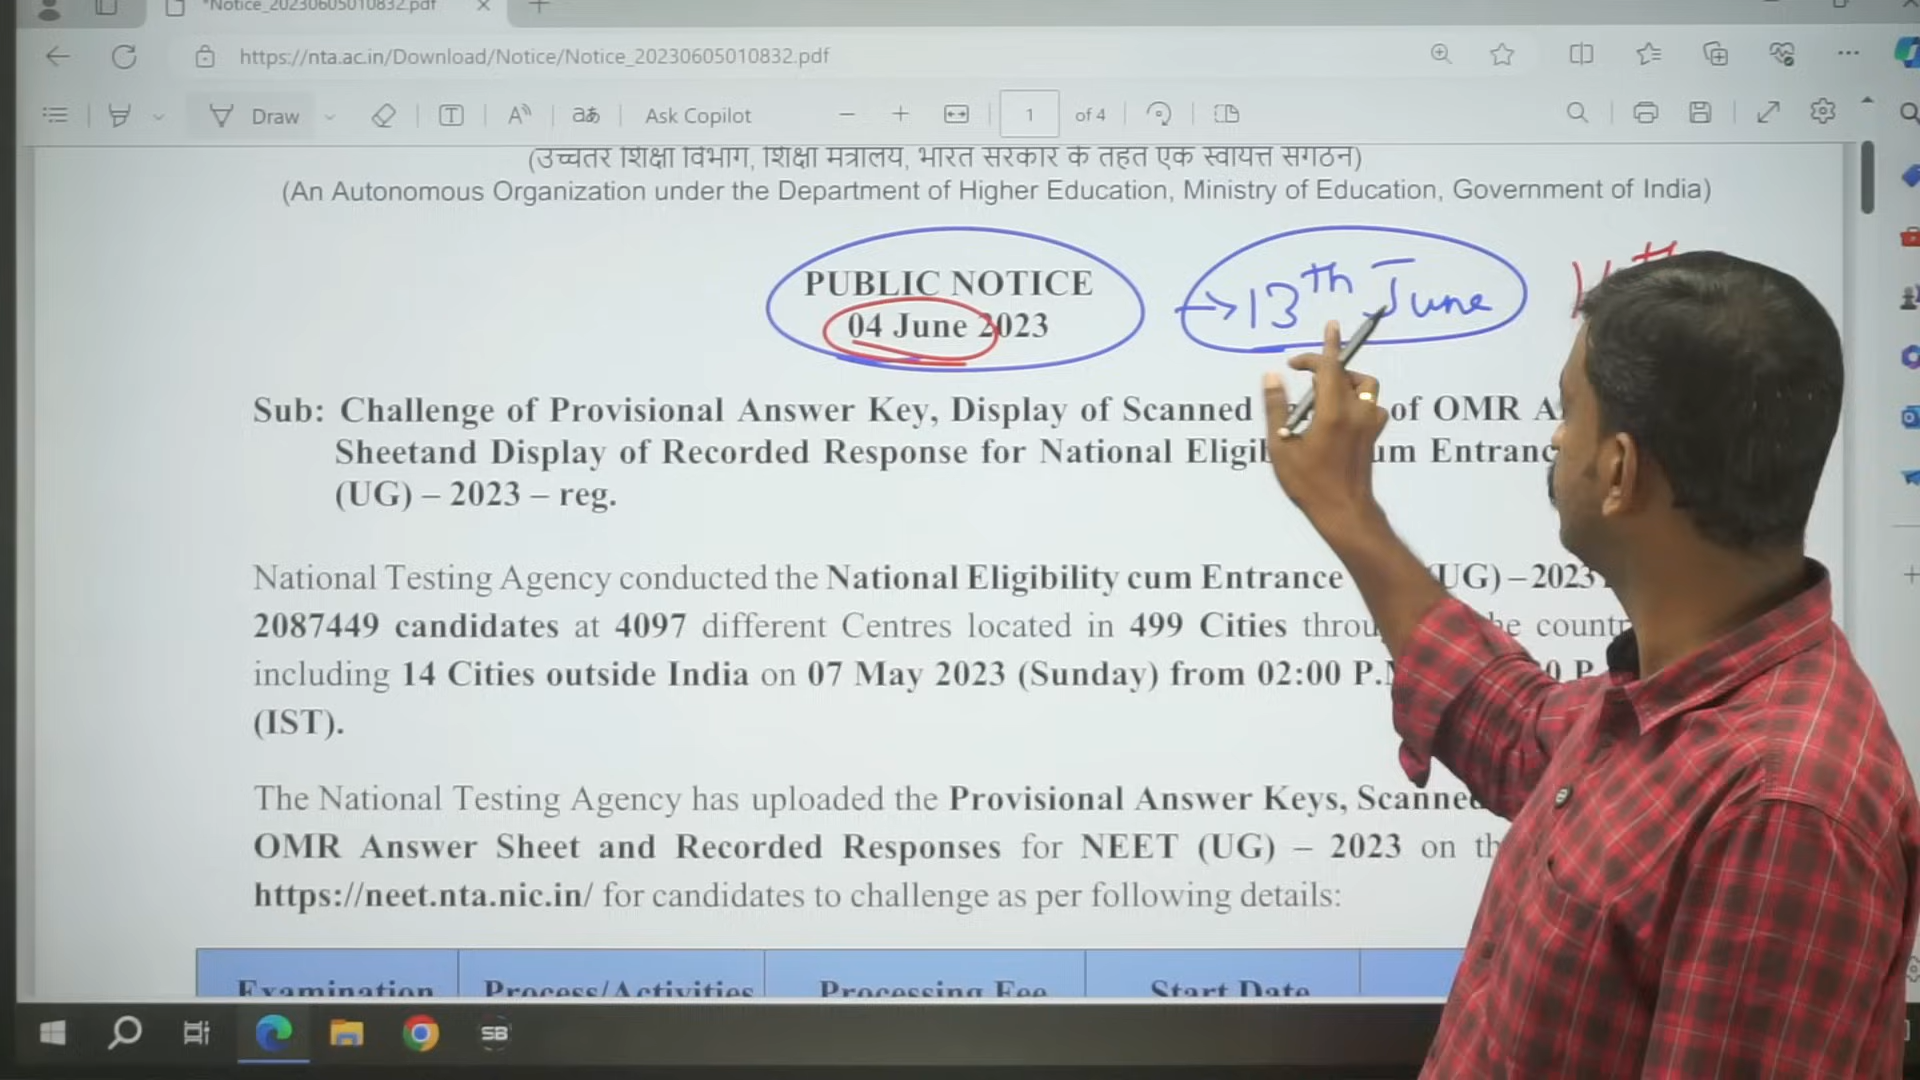 *Notice_20230605010832.pdf
https://nta.ac.in/Download/Notice/Notice_20230605010832.pdf
Draw
Ask Copilot
1 of 4
(उच्चतर शिक्षा विभाग, शिक्षा मंत्रालय, भारत सरकार के तहत एक स्वायत्त संगठन)
(An Autonomous Organization under the Department of Higher Education, Ministry of Education, Government of India)
PUBLIC NOTICE
04 June 2023
→13th June
Sub: Challenge of Provisional Answer Key, Display of Scanned of OMR
Sheetand Display of Recorded Response for National
(UG) – 2023 – reg.
National Testing Agency conducted the National Eligibility cum Entrance (UG) – 2023
2087449 candidates at 4097 different Centres located in 499 Cities
including 14 Cities outside India on 07 May 2023 (Sunday) from 02:00
(IST).
The National Testing Agency has uploaded the Provisional Answer Keys,
OMR Answer Sheet and Recorded Responses for NEET (UG) – 2023 on
https://neet.nta.nic.in/ for candidates to challenge as per following details:
Examination Process/Activities Processing Fee Start Date
SB